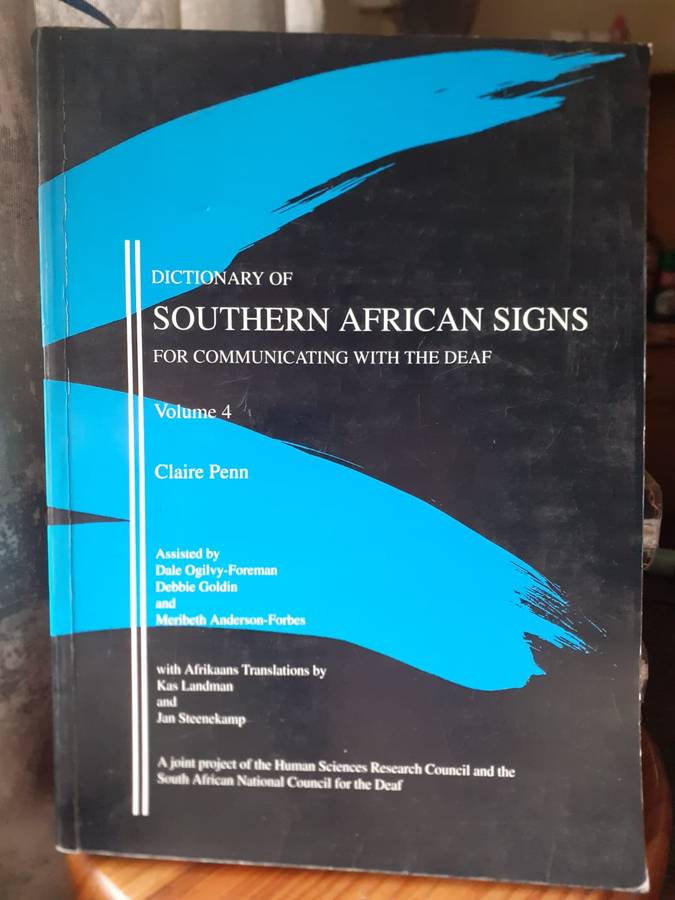 DICTIONARY OF
SOUTHERN AFRICAN SIGNS
FOR COMMUNICATING WITH THE DEAF
Volume 4
Claire Penn
Assisted by
Dale Ogilvy-Foreman
Debbie Goldin
and
Meribeth Anderson-Forbes
with Afrikaans Translations by
Kas Landman
and
Jan Steenekamp
A joint project of the Human Sciences Research Council and the
South African National Council for the Deaf